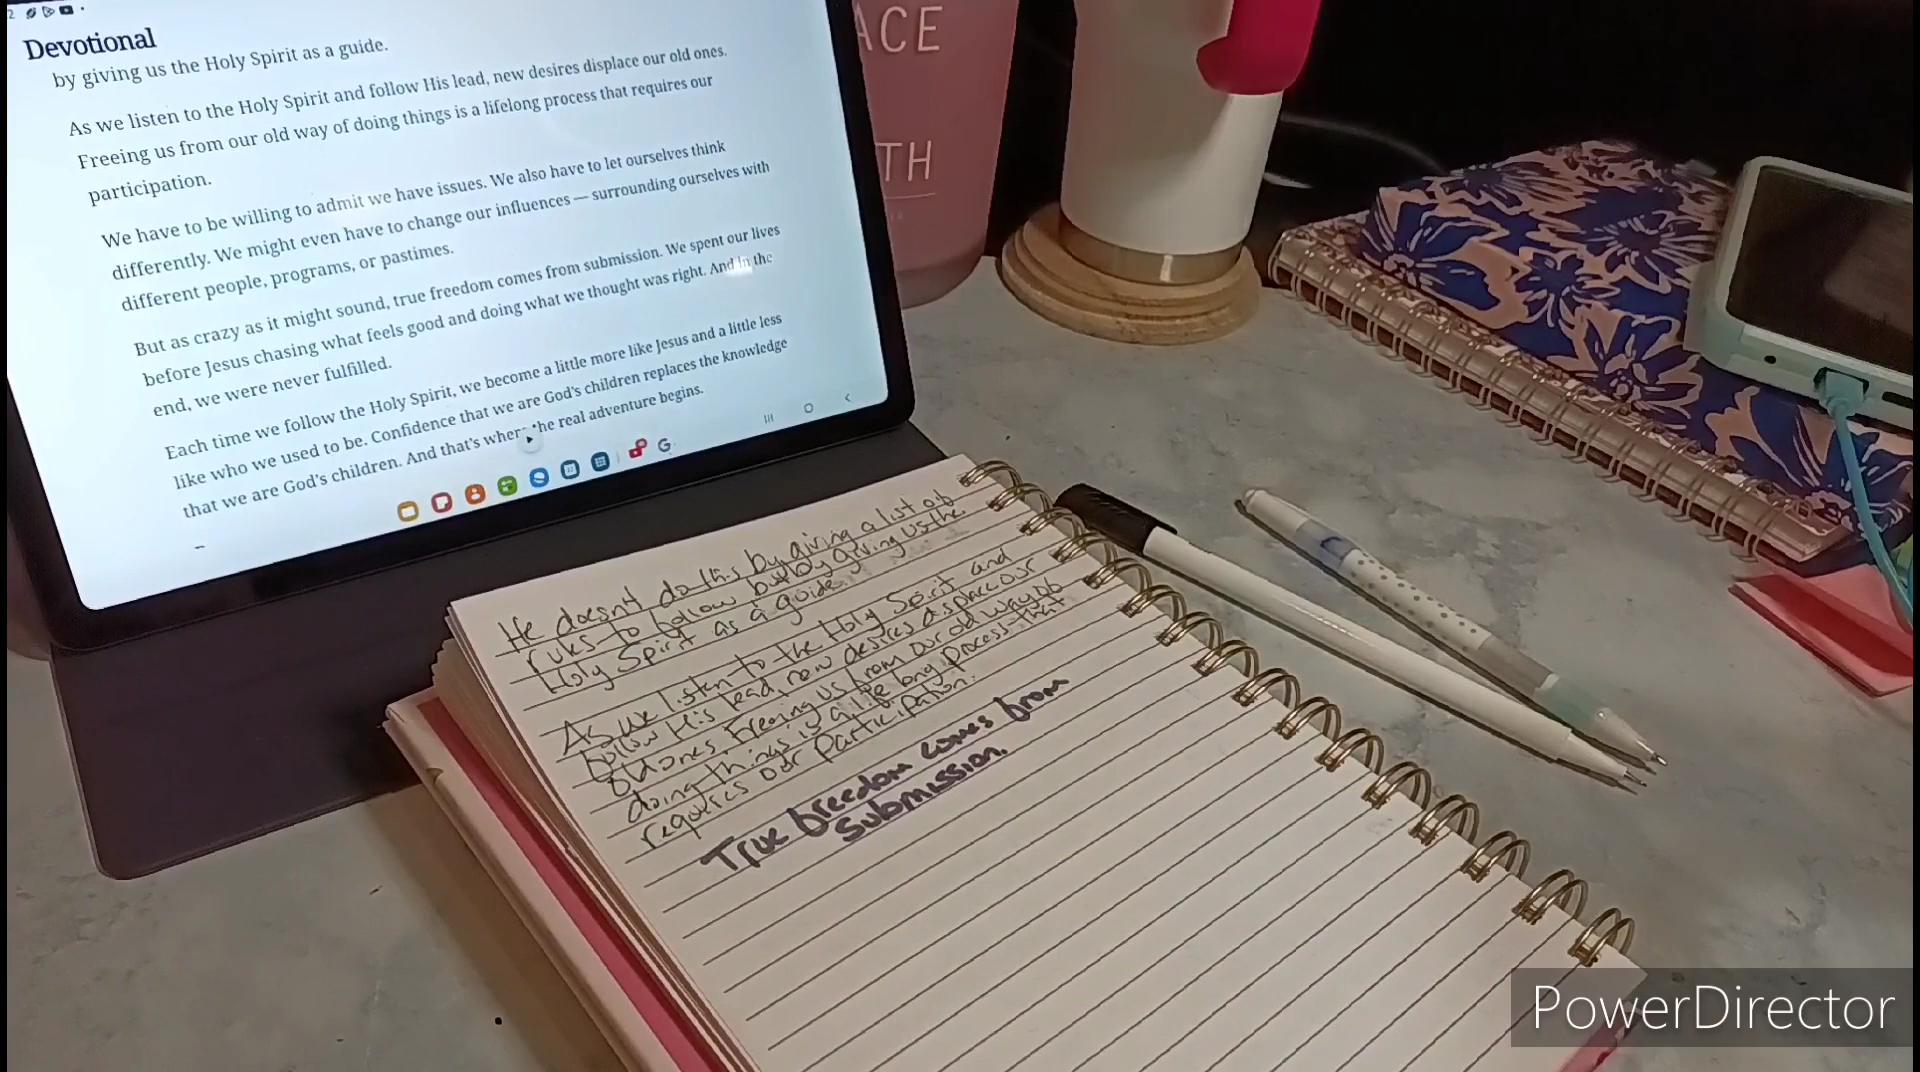 Devotional
by giving us the Holy Spirit as a guide.
As we listen to the Holy Spirit and follow His lead, new desires displace our old ones.
Freeing us from our old way of doing things is a lifelong process that requires our
participation.
We have to be willing to admit we have issues. We also have to let ourselves think
differently. We might even have to change our influences — surrounding ourselves with
different people, programs, or pastimes.
But as crazy as it might sound, true freedom comes from submission. We spent our lives
before Jesus chasing what feels good and doing what we thought was right. And in the
end, we were never fulfilled.
Each time we follow the Holy Spirit, we become a little more like Jesus and a little less
like who we used to be. Confidence that we are God's children replaces the knowledge
that we are God's children. And that's where the real adventure begins.
ACE
TH
He doesn't do this by giving a list of
rules to follow but by giving us the
Holy Spirit as a guide.
As we listen to the Holy Spirit and
follow His lead, new desires displace our
old ones. Freeing us from our old way of
doing things is a life long process that
requires our participation.
True freedom comes from
submission.
PowerDirector